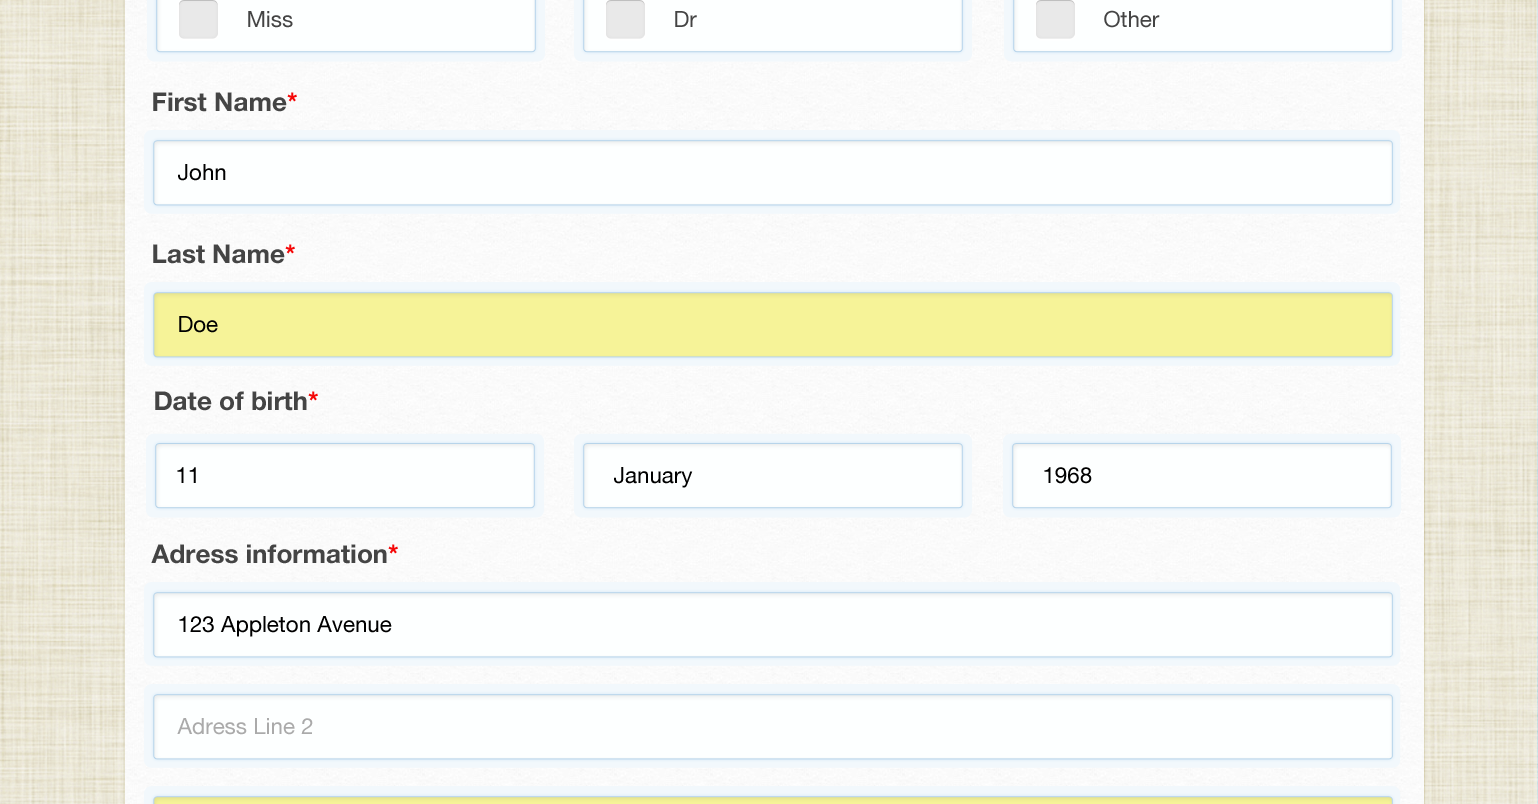 Miss Dr Other
First Name*
John
Last Name*
Doe
Date of birth*
11 January 1968
Adress information*
123 Appleton Avenue
Adress Line 2